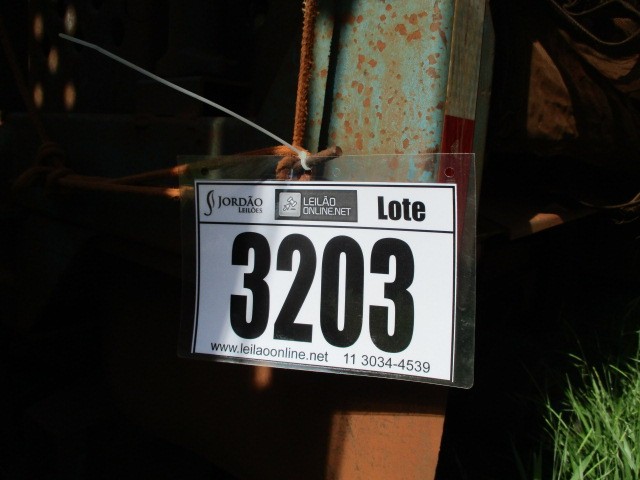 JORDÃO LEILÕES LEILÃO ONLINE.NET Lote
3203
www.leilaoonline.net 11 3034-4539